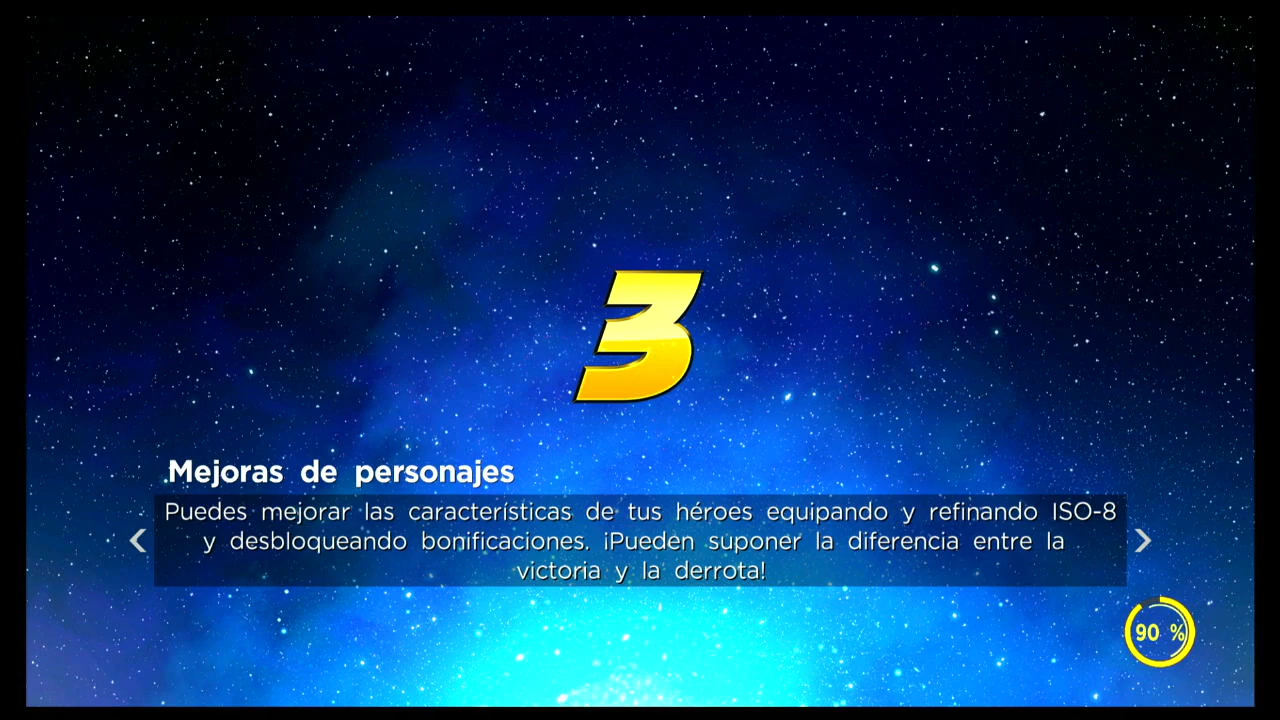 3
Mejoras de personajes
Puedes mejorar las características de tus héroes equipando y refinando ISO-8
y desbloqueando bonificaciones. ¡Pueden suponer la diferencia entre la
victoria y la derrota!
90 %